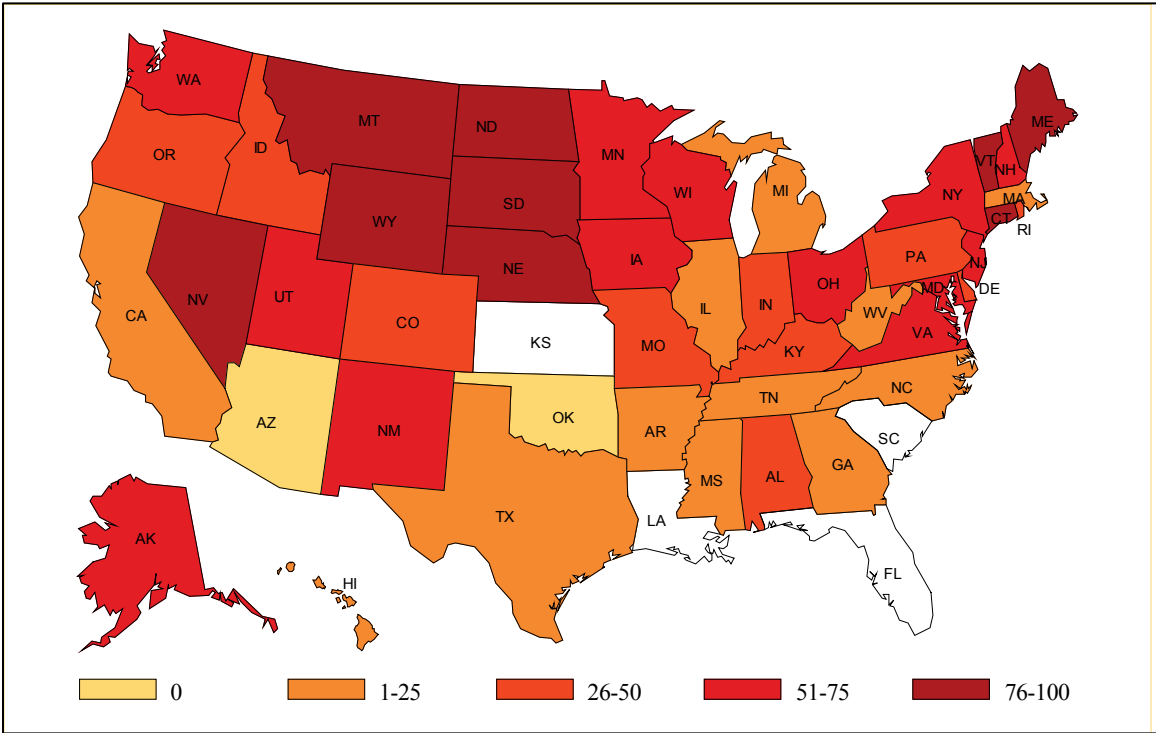 WA
MT
ND
ME
OR
ID
MN
VT
NH
SD
WI
MI
NY
MA
WY
CT
RI
NE
IA
PA
NV
UT
OH
NJ
CA
CO
IL
IN
MD
DE
WV
KS
MO
KY
VA
AZ
NM
OK
AR
TN
NC
SC
MS
AL
GA
TX
LA
AK
HI
FL
0
1-25
26-50
51-75
76-100